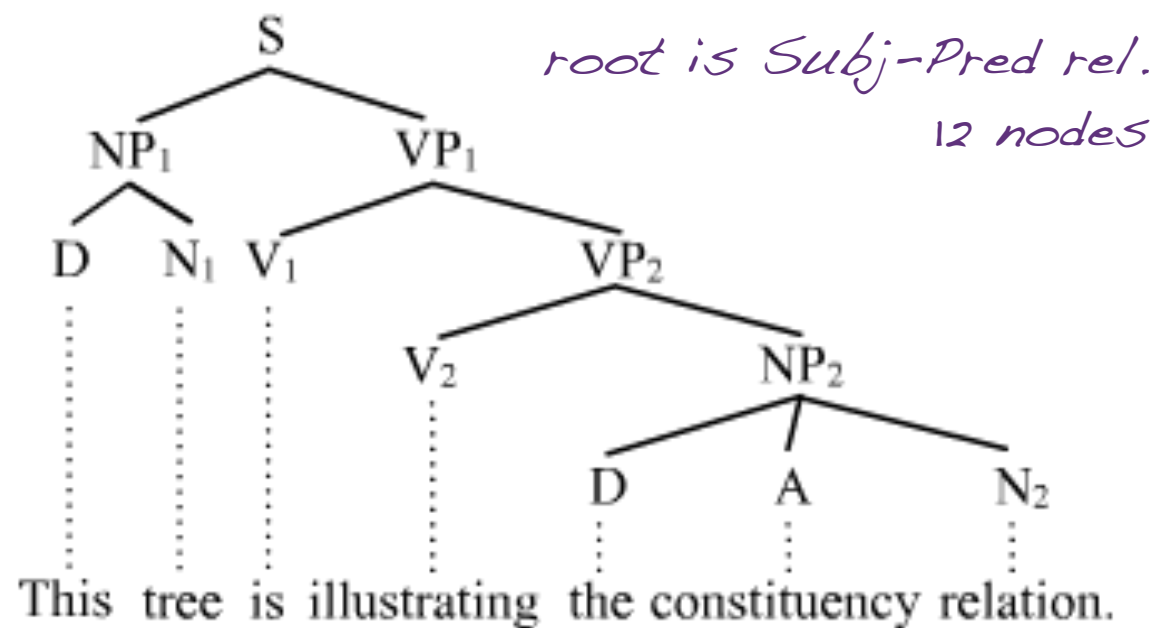 S
root is Subj-Pred rel.
12 nodes
NP₁ VP₁
D N₁ V₁ VP₂
V₂ NP₂
D A N₂
This tree is illustrating the constituency relation.